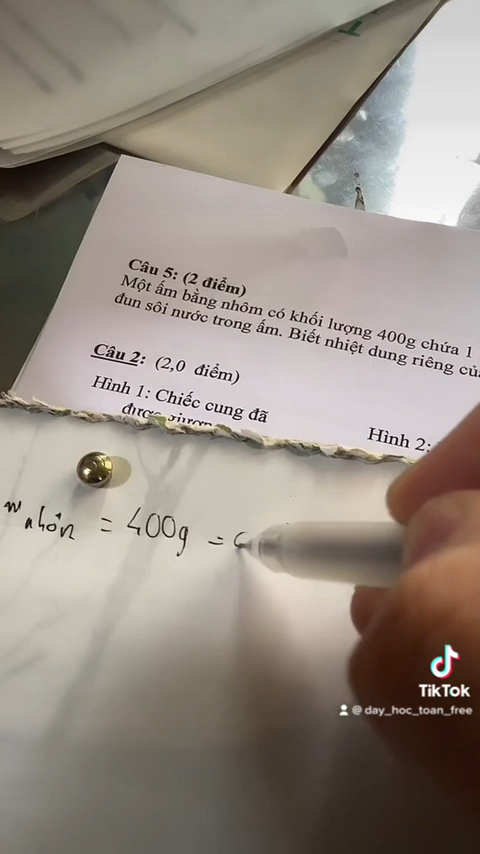 Câu 5: (2 điểm)
Một ấm bằng nhôm có khối lượng 400g chứa 1
đun sôi nước trong ấm. Biết nhiệt dung riêng củ
Câu 2: (2,0 điểm)
Hình 1: Chiếc cung đã
được giương
Hình 2:
m nhôm = 400g =
TikTok
@ day_hoc_toan_free